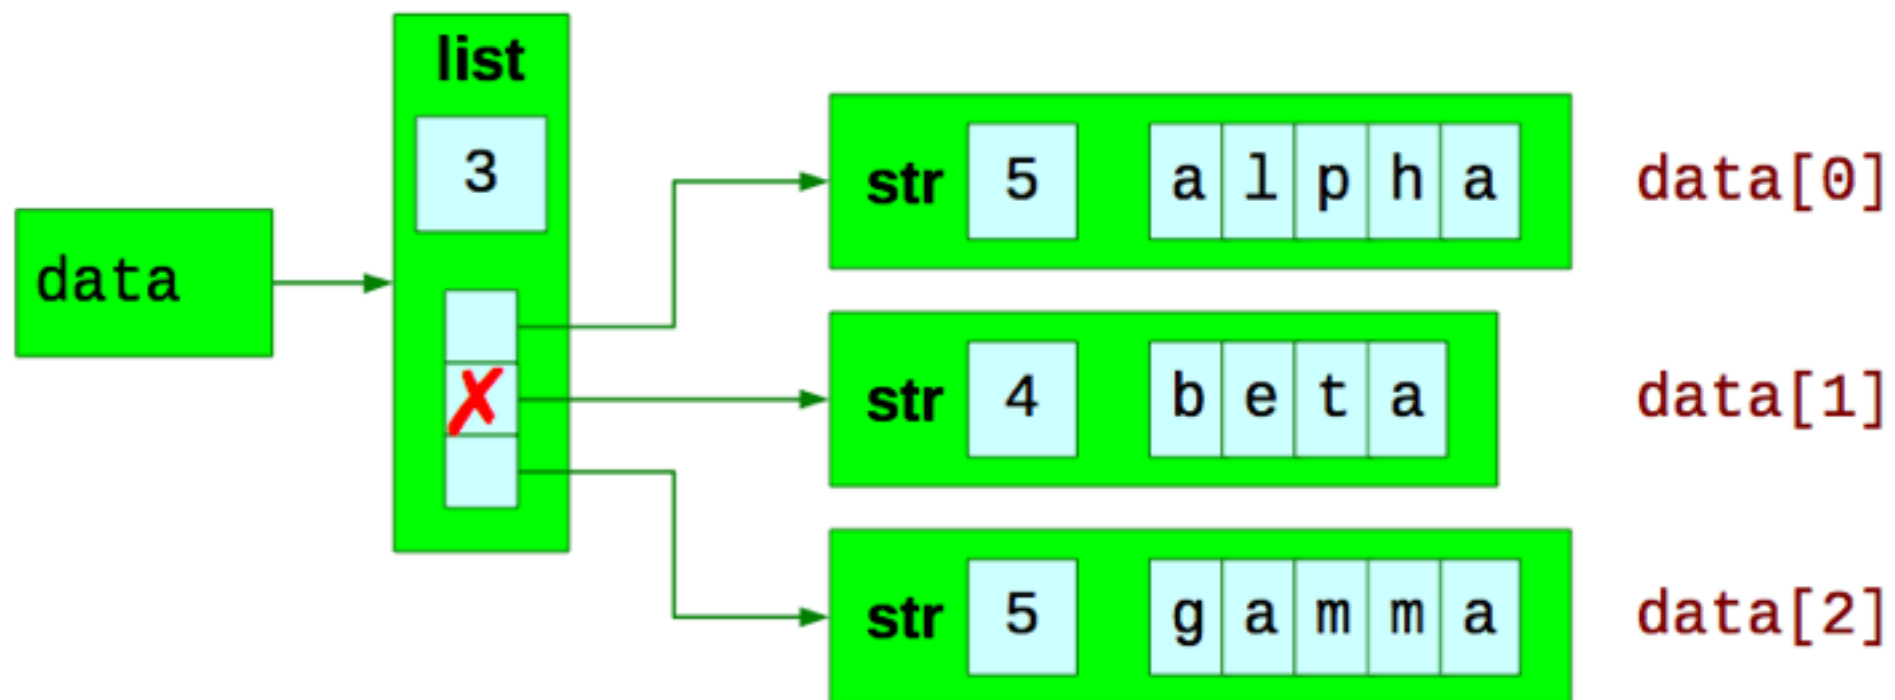 list
3
data
str 5 a l p h a data[0]
str 4 b e t a data[1]
str 5 g a m m a data[2]